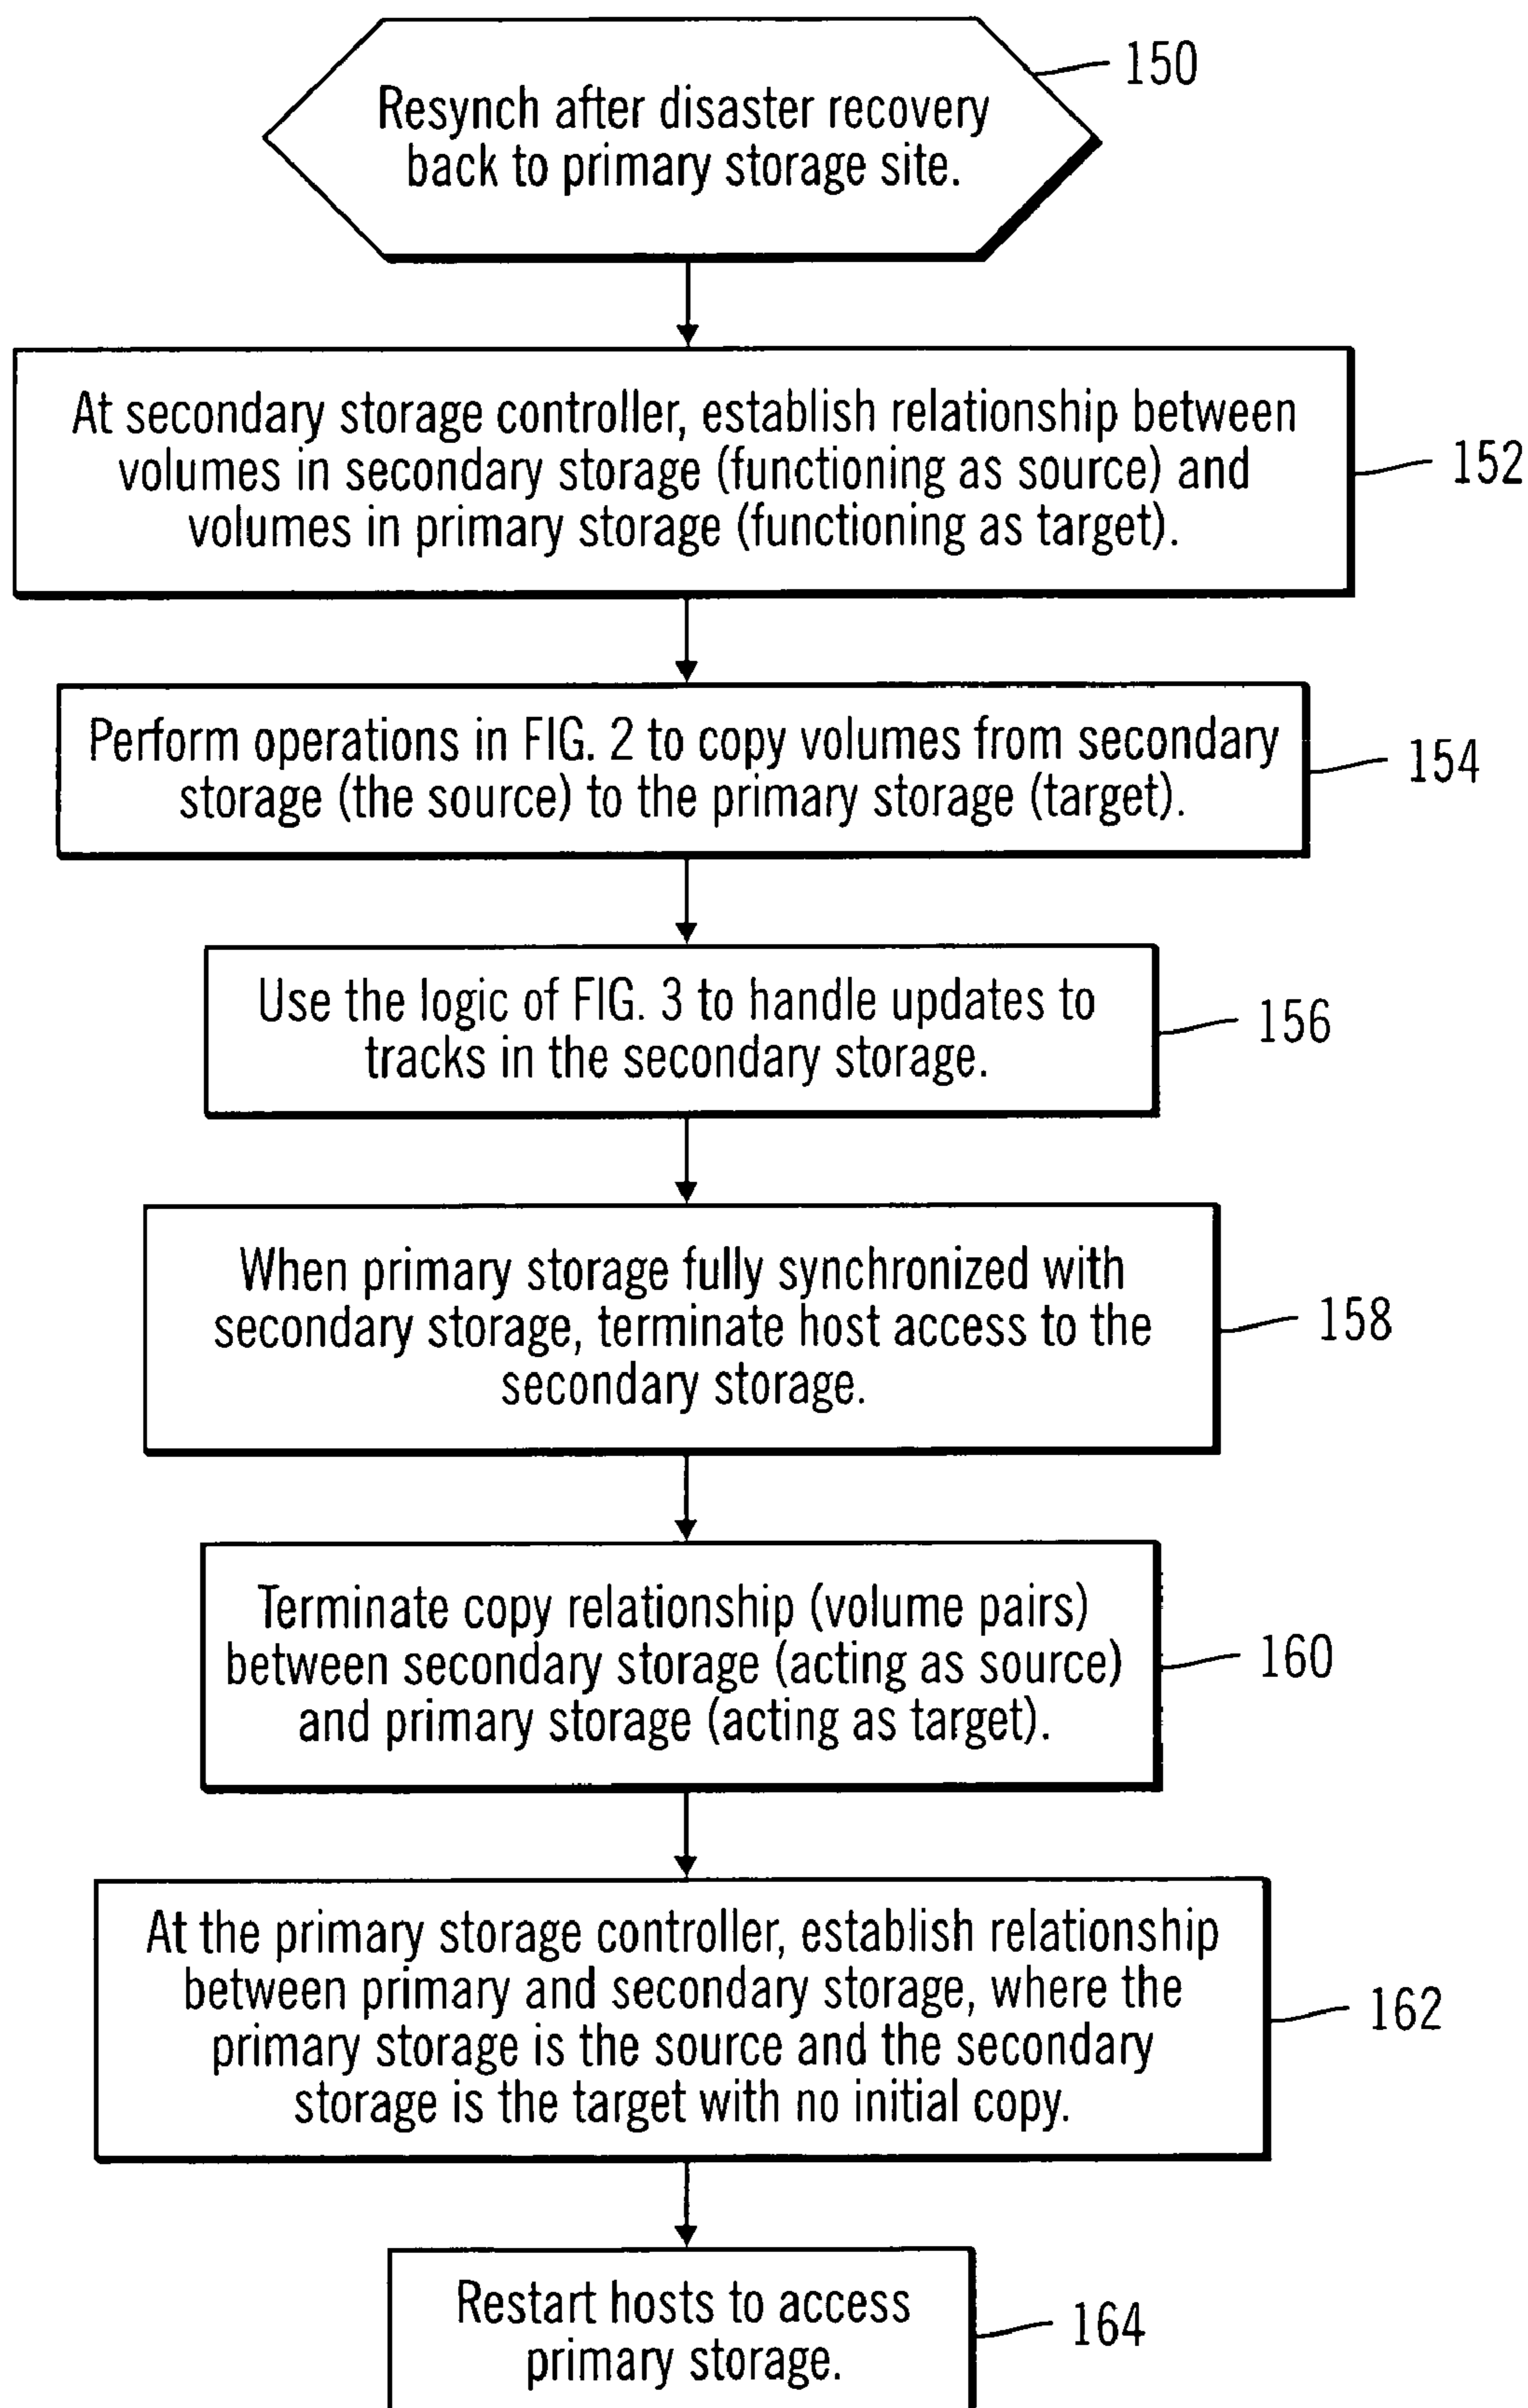 150
Resynch after disaster recovery
back to primary storage site.
At secondary storage controller, establish relationship between
volumes in secondary storage (functioning as source) and
volumes in primary storage (functioning as target).
152
Perform operations in FIG. 2 to copy volumes from secondary
storage (the source) to the primary storage (target).
154
Use the logic of FIG. 3 to handle updates to
tracks in the secondary storage.
156
When primary storage fully synchronized with
secondary storage, terminate host access to the
secondary storage.
158
Terminate copy relationship (volume pairs)
between secondary storage (acting as source)
and primary storage (acting as target).
160
At the primary storage controller, establish relationship
between primary and secondary storage, where the
primary storage is the source and the secondary
storage is the target with no initial copy.
162
Restart hosts to access
primary storage.
164